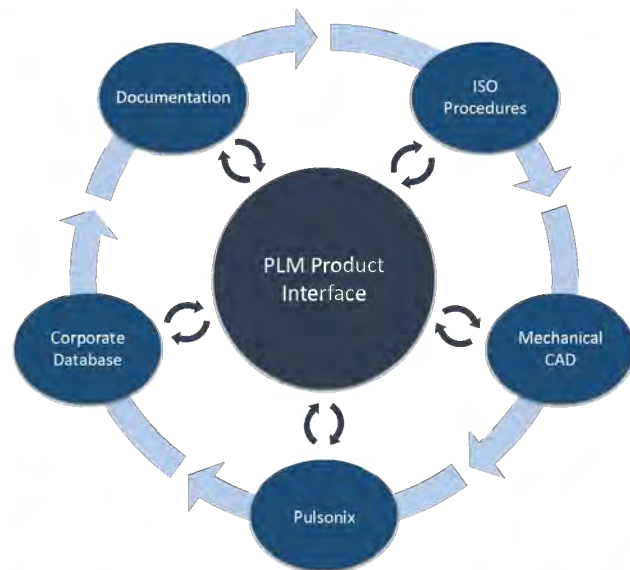 Documentation
ISO
Procedures
PLM Product
Interface
Corporate
Database
Mechanical
CAD
Pulsonix